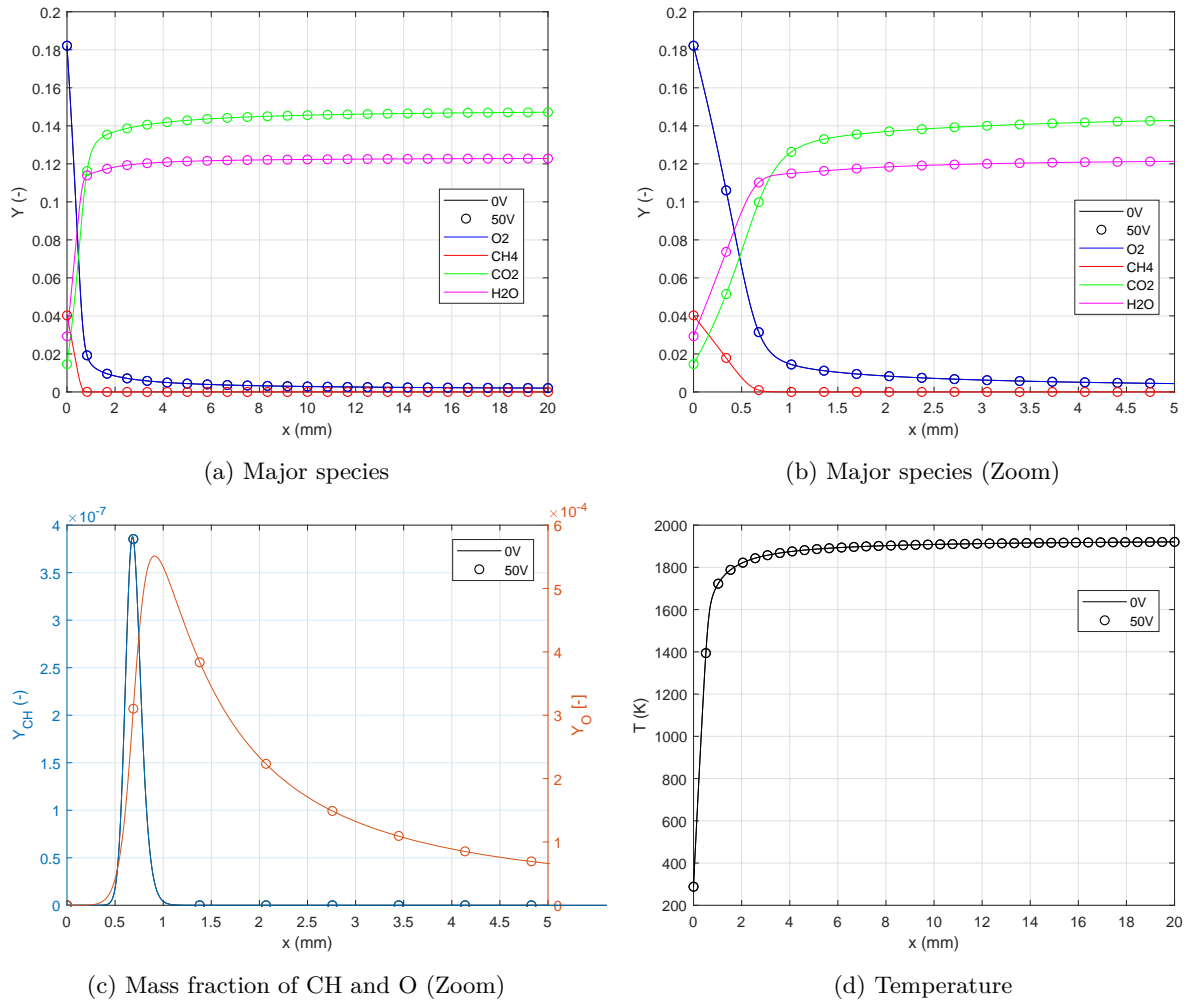 0.2
0.18
0.16
0.14
0.12
0.1
0.08
0.06
0.04
0.02
0
Y (-)
0 2 4 6 8 10 12 14 16 18 20
x (mm)
0V
50V
O2
CH4
CO2
H2O
(a) Major species
0.2
0.18
0.16
0.14
0.12
0.1
0.08
0.06
0.04
0.02
0
Y (-)
0 0.5 1 1.5 2 2.5 3 3.5 4 4.5 5
x (mm)
0V
50V
O2
CH4
CO2
H2O
(b) Major species (Zoom)
×10-7
4
3.5
3
2.5
2
1.5
1
0.5
0
YCH (-)
0 0.5 1 1.5 2 2.5 3 3.5 4 4.5 5
x (mm)
×10-4
6
5
4
3
2
1
0
YO [-]
0V
50V
(c) Mass fraction of CH and O (Zoom)
2000
1800
1600
1400
1200
1000
800
600
400
200
T (K)
0 2 4 6 8 10 12 14 16 18 20
x (mm)
0V
50V
(d) Temperature